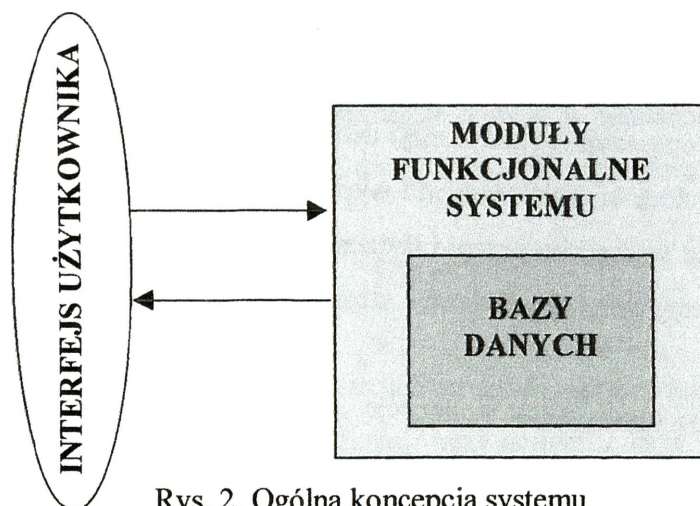 INTERFEJS UŻYTKOWNIKA
MODUŁY
FUNKCJONALNE
SYSTEMU
BAZY
DANYCH
Rys. 2. Ogólna koncepcja systemu